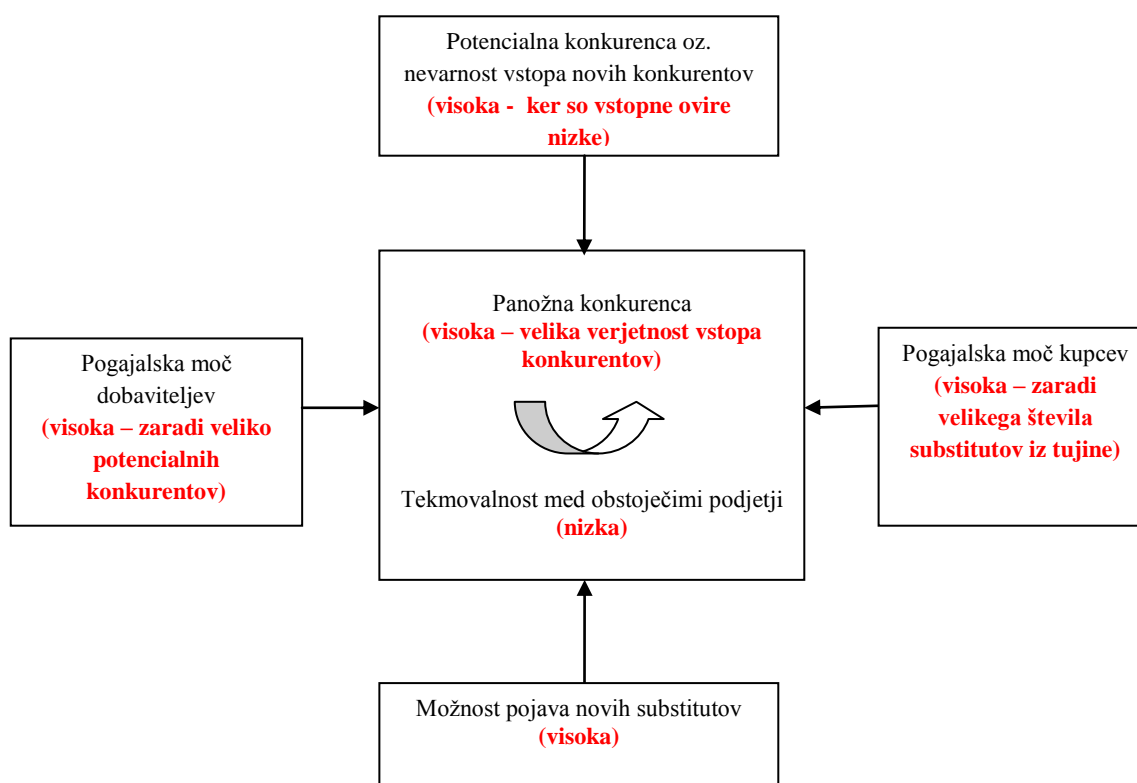 Potencialna konkurenca oz.
nevarnost vstopa novih konkurentov
(visoka - ker so vstopne ovire
nizke)
Panožna konkurenca
(visoka – velika verjetnost vstopa
konkurentov)
Pogajalska moč
dobaviteljev
(visoka – zaradi veliko
potencialnih
konkurentov)
Pogajalska moč kupcev
(visoka – zaradi
velikega števila
substitutov iz tujine)
Tekmovalnost med obstoječimi podjetji
(nizka)
Možnost pojava novih substitutov
(visoka)